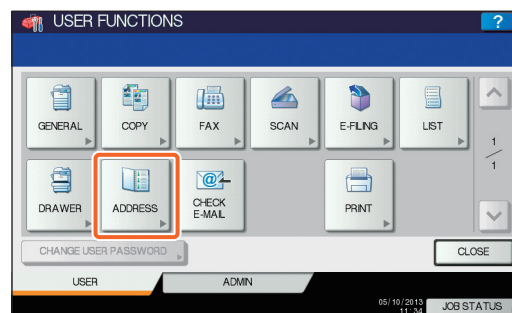 USER FUNCTIONS
?
GENERAL
COPY
FAX
SCAN
E-FILING
LIST
1
1
DRAWER
ADDRESS
@
CHECK
E-MAIL
PRINT
CHANGE USER PASSWORD
CLOSE
USER
ADMIN
05/10/2013
11:34
JOB STATUS